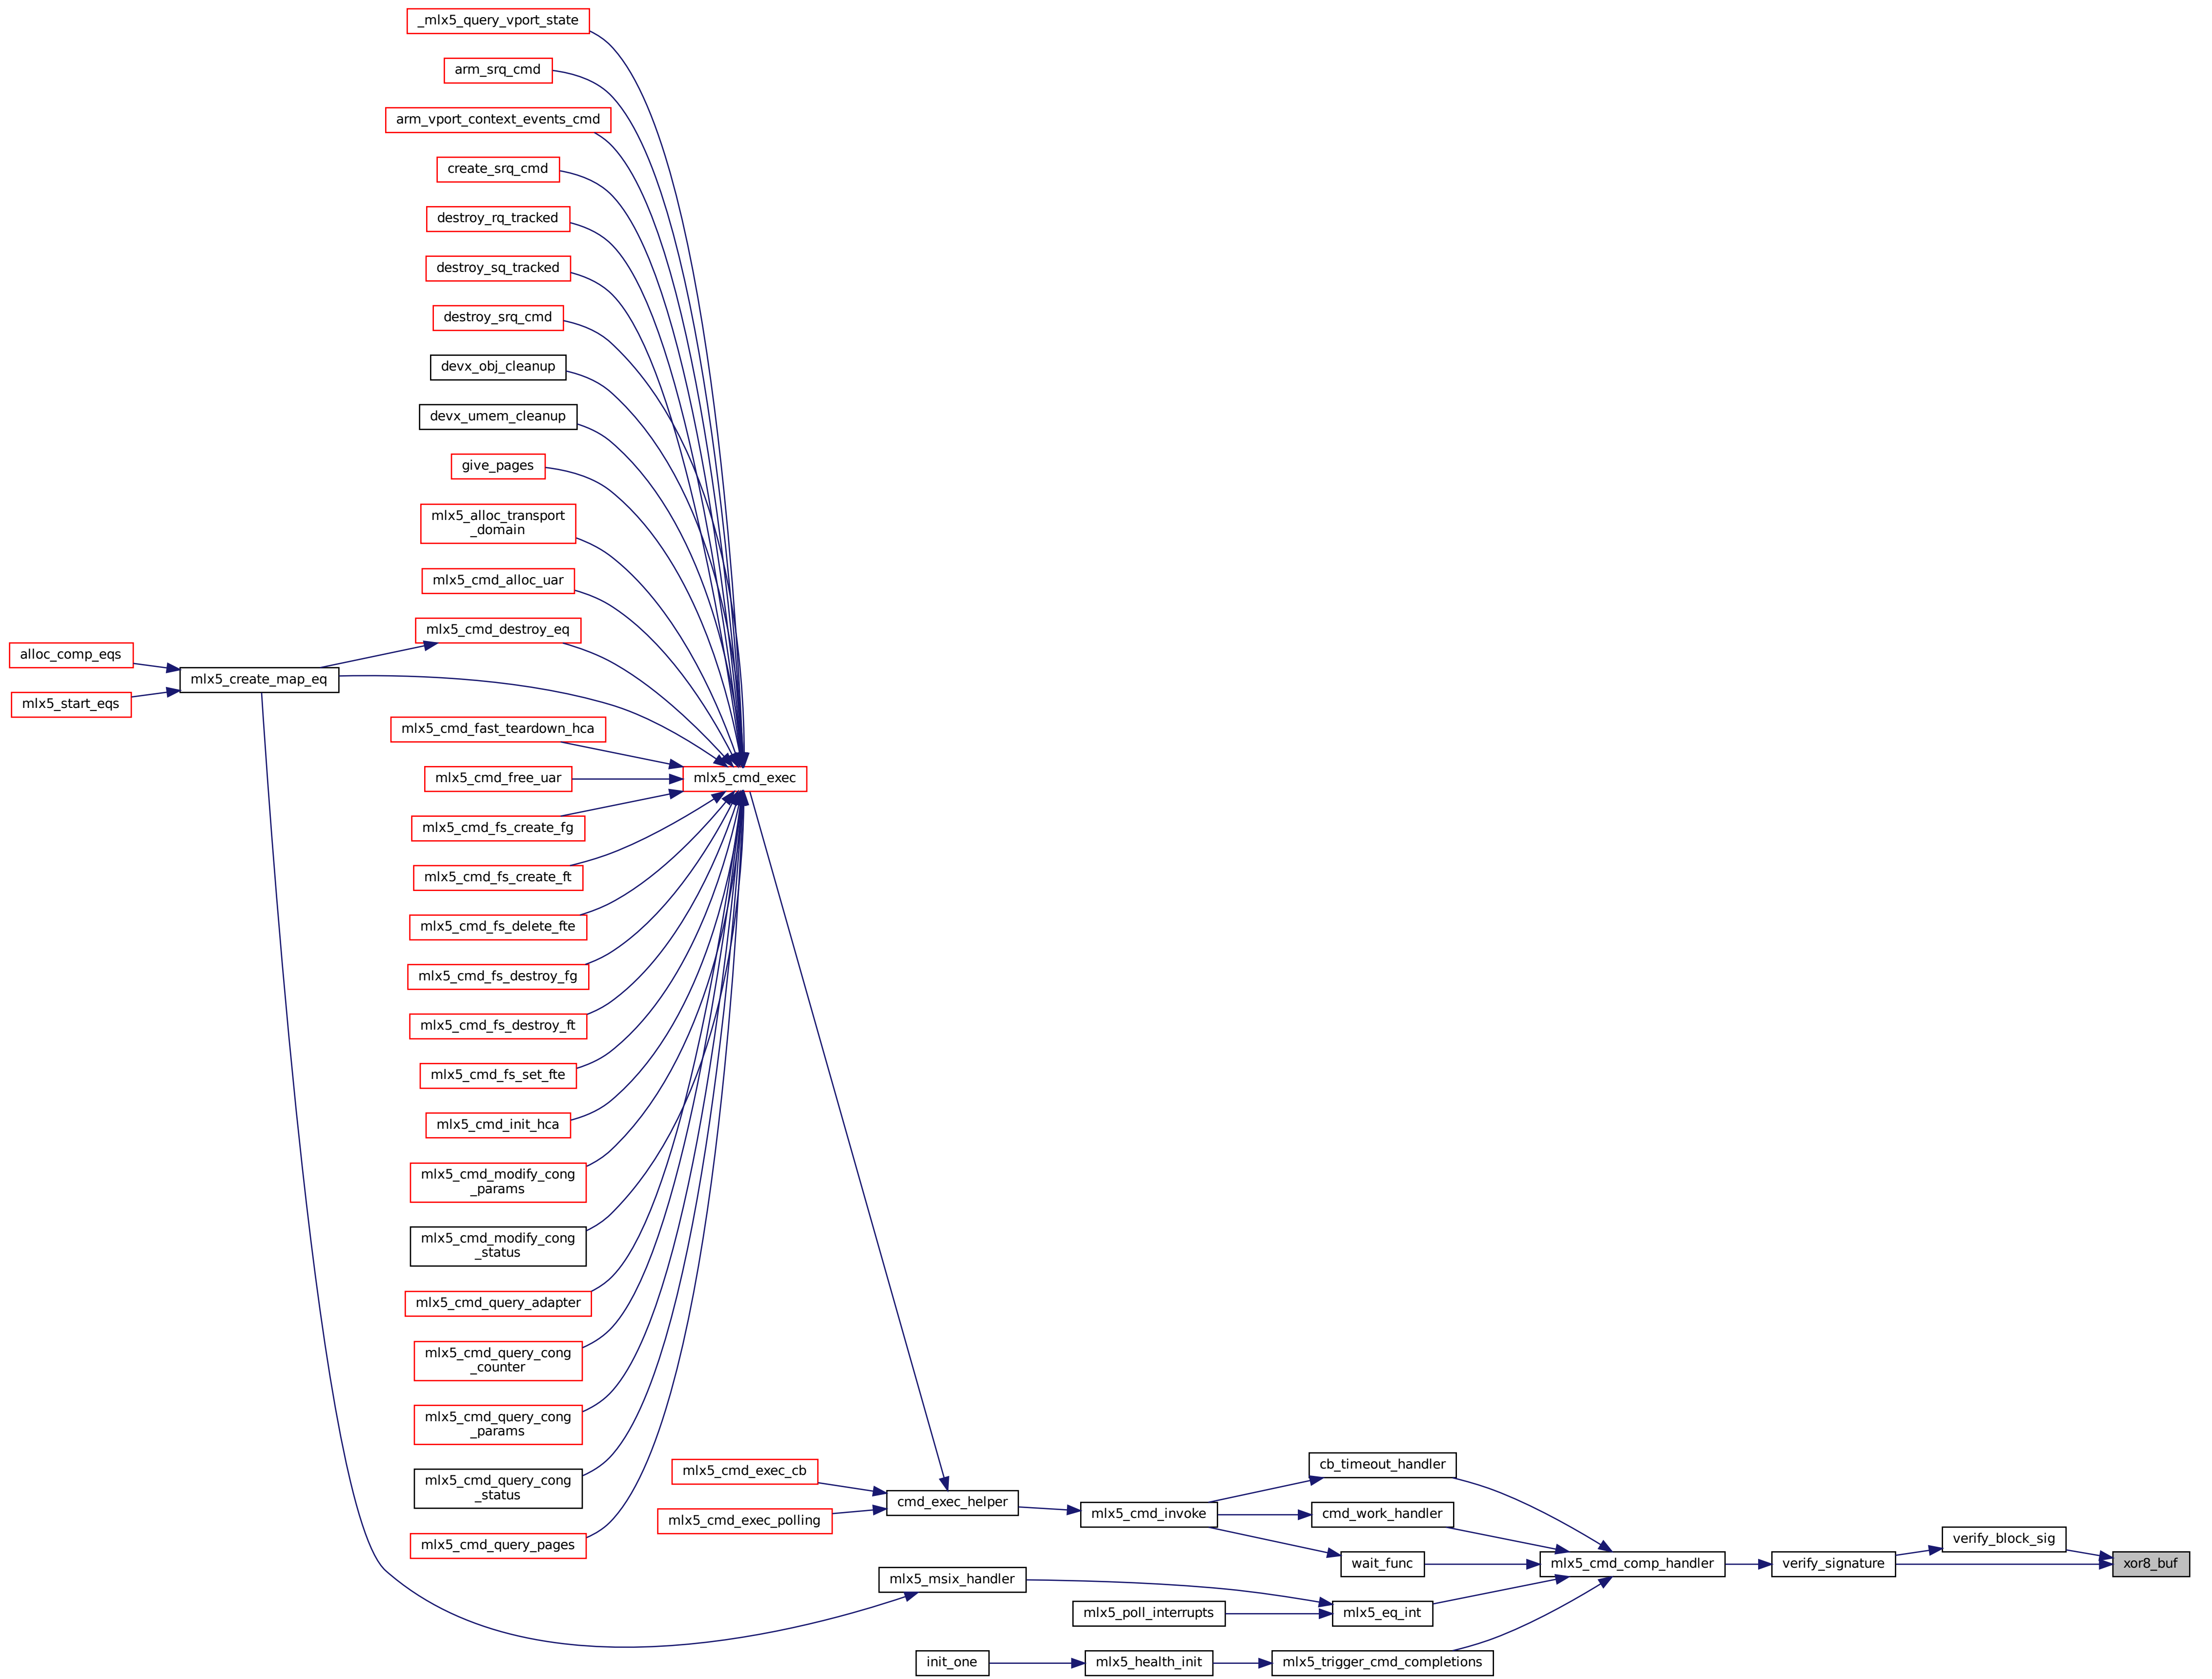 _mlx5_query_vport_state
arm_srq_cmd
arm_vport_context_events_cmd
create_srq_cmd
destroy_rq_tracked
destroy_sq_tracked
destroy_srq_cmd
devx_obj_cleanup
devx_umem_cleanup
give_pages
mlx5_alloc_transport
_domain
mlx5_cmd_alloc_uar
mlx5_cmd_destroy_eq
alloc_comp_eqs
mlx5_create_map_eq
mlx5_start_eqs
mlx5_cmd_fast_teardown_hca
mlx5_cmd_free_uar
mlx5_cmd_exec
mlx5_cmd_fs_create_fg
mlx5_cmd_fs_create_ft
mlx5_cmd_fs_delete_fte
mlx5_cmd_fs_destroy_fg
mlx5_cmd_fs_destroy_ft
mlx5_cmd_fs_set_fte
mlx5_cmd_init_hca
mlx5_cmd_modify_cong
_params
mlx5_cmd_modify_cong
_status
mlx5_cmd_query_adapter
mlx5_cmd_query_cong
_counter
mlx5_cmd_query_cong
_params
mlx5_cmd_query_cong
_status
mlx5_cmd_query_pages
mlx5_cmd_exec_cb
mlx5_cmd_exec_polling
cmd_exec_helper
mlx5_cmd_invoke
cb_timeout_handler
cmd_work_handler
wait_func
mlx5_cmd_comp_handler
verify_signature
verify_block_sig
xor8_buf
mlx5_msix_handler
mlx5_poll_interrupts
mlx5_eq_int
init_one
mlx5_health_init
mlx5_trigger_cmd_completions